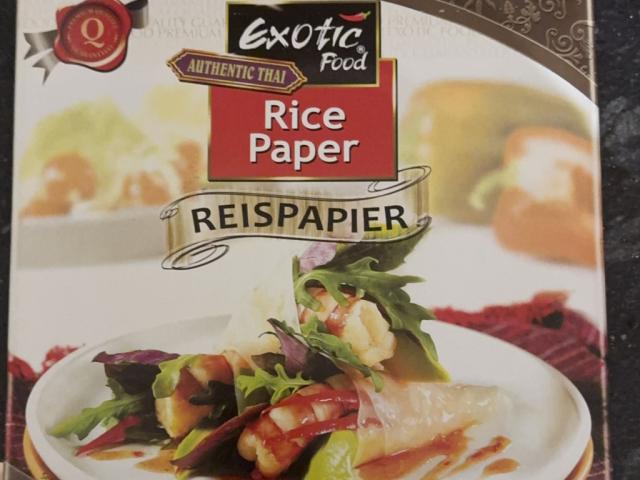 Q
Exotic
Food®
AUTHENTIC THAI
Rice
Paper
REISPAPIER